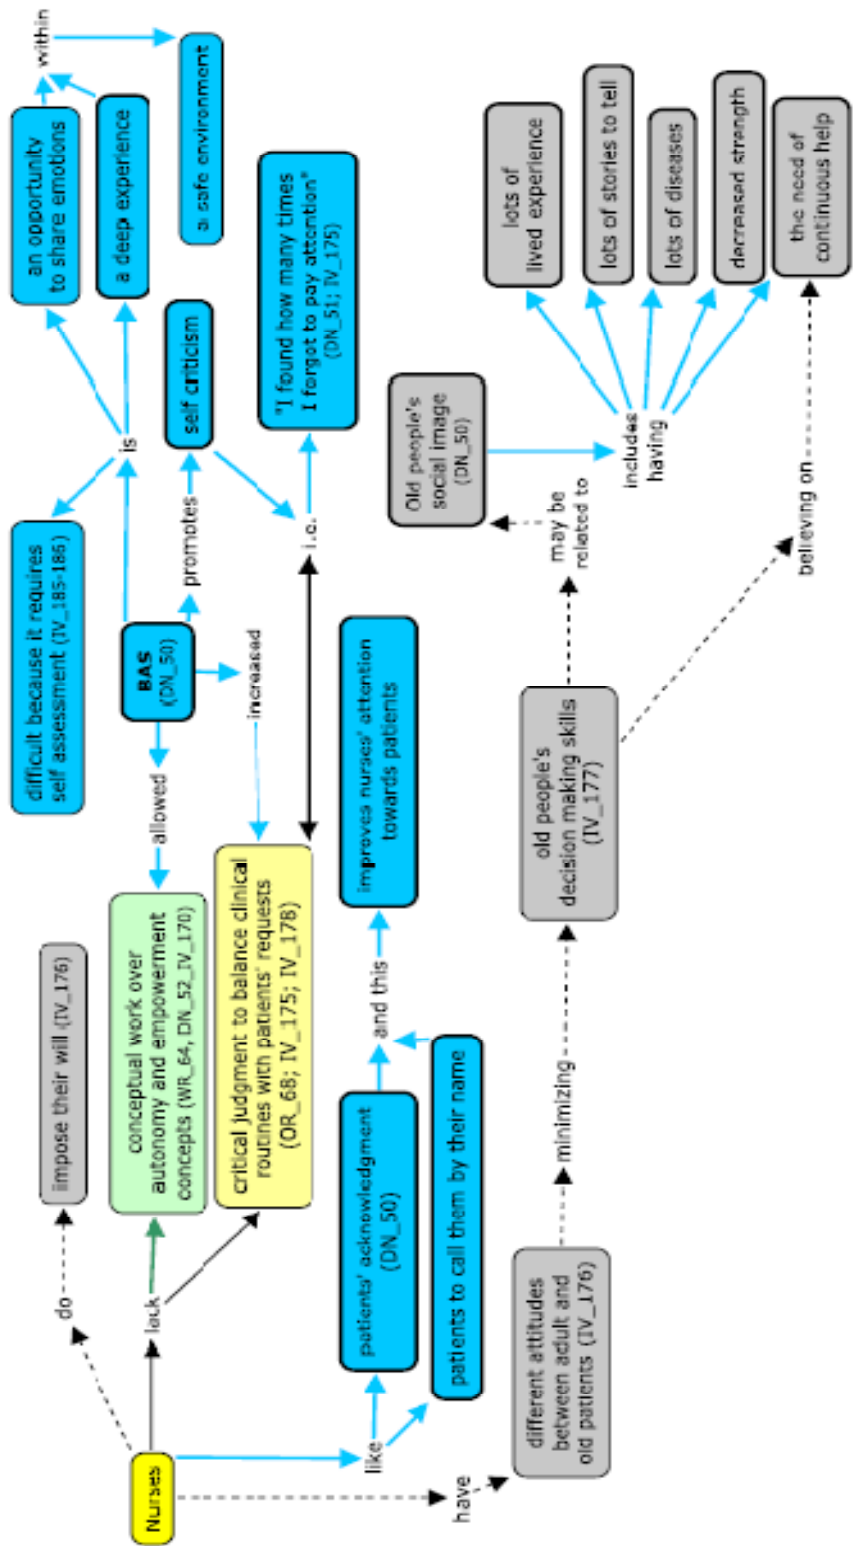 Nurses
do
impose their will (IV_176)
lack
conceptual work over
autonomy and empowerment
concepts (WR_64, DN_52_IV_170)
critical judgment to balance clinical
routines with patients' requests
(OR_68; IV_175; IV_178)
allowed
increased
BAS
(DN_50)
promotes
self criticism
i.e.
"I found how many times
I forgot to pay attention"
(DN_51; IV_175)
is
difficult because it requires
self assessment (IV_185-186)
an opportunity
to share emotions
a deep experience
within
a safe environment
like
patients' acknowledgment
(DN_50)
patients to call them by their name
and this
improves nurses' attention
towards patients
have
different attitudes
between adult and
old patients (IV_176)
minimizing
old people's
decision making skills
(IV_177)
may be
related to
Old people's
social image
(DN_50)
includes
having
lots of
lived experience
lots of stories to tell
lots of diseases
decreased strength
the need of
continuous help
believing on